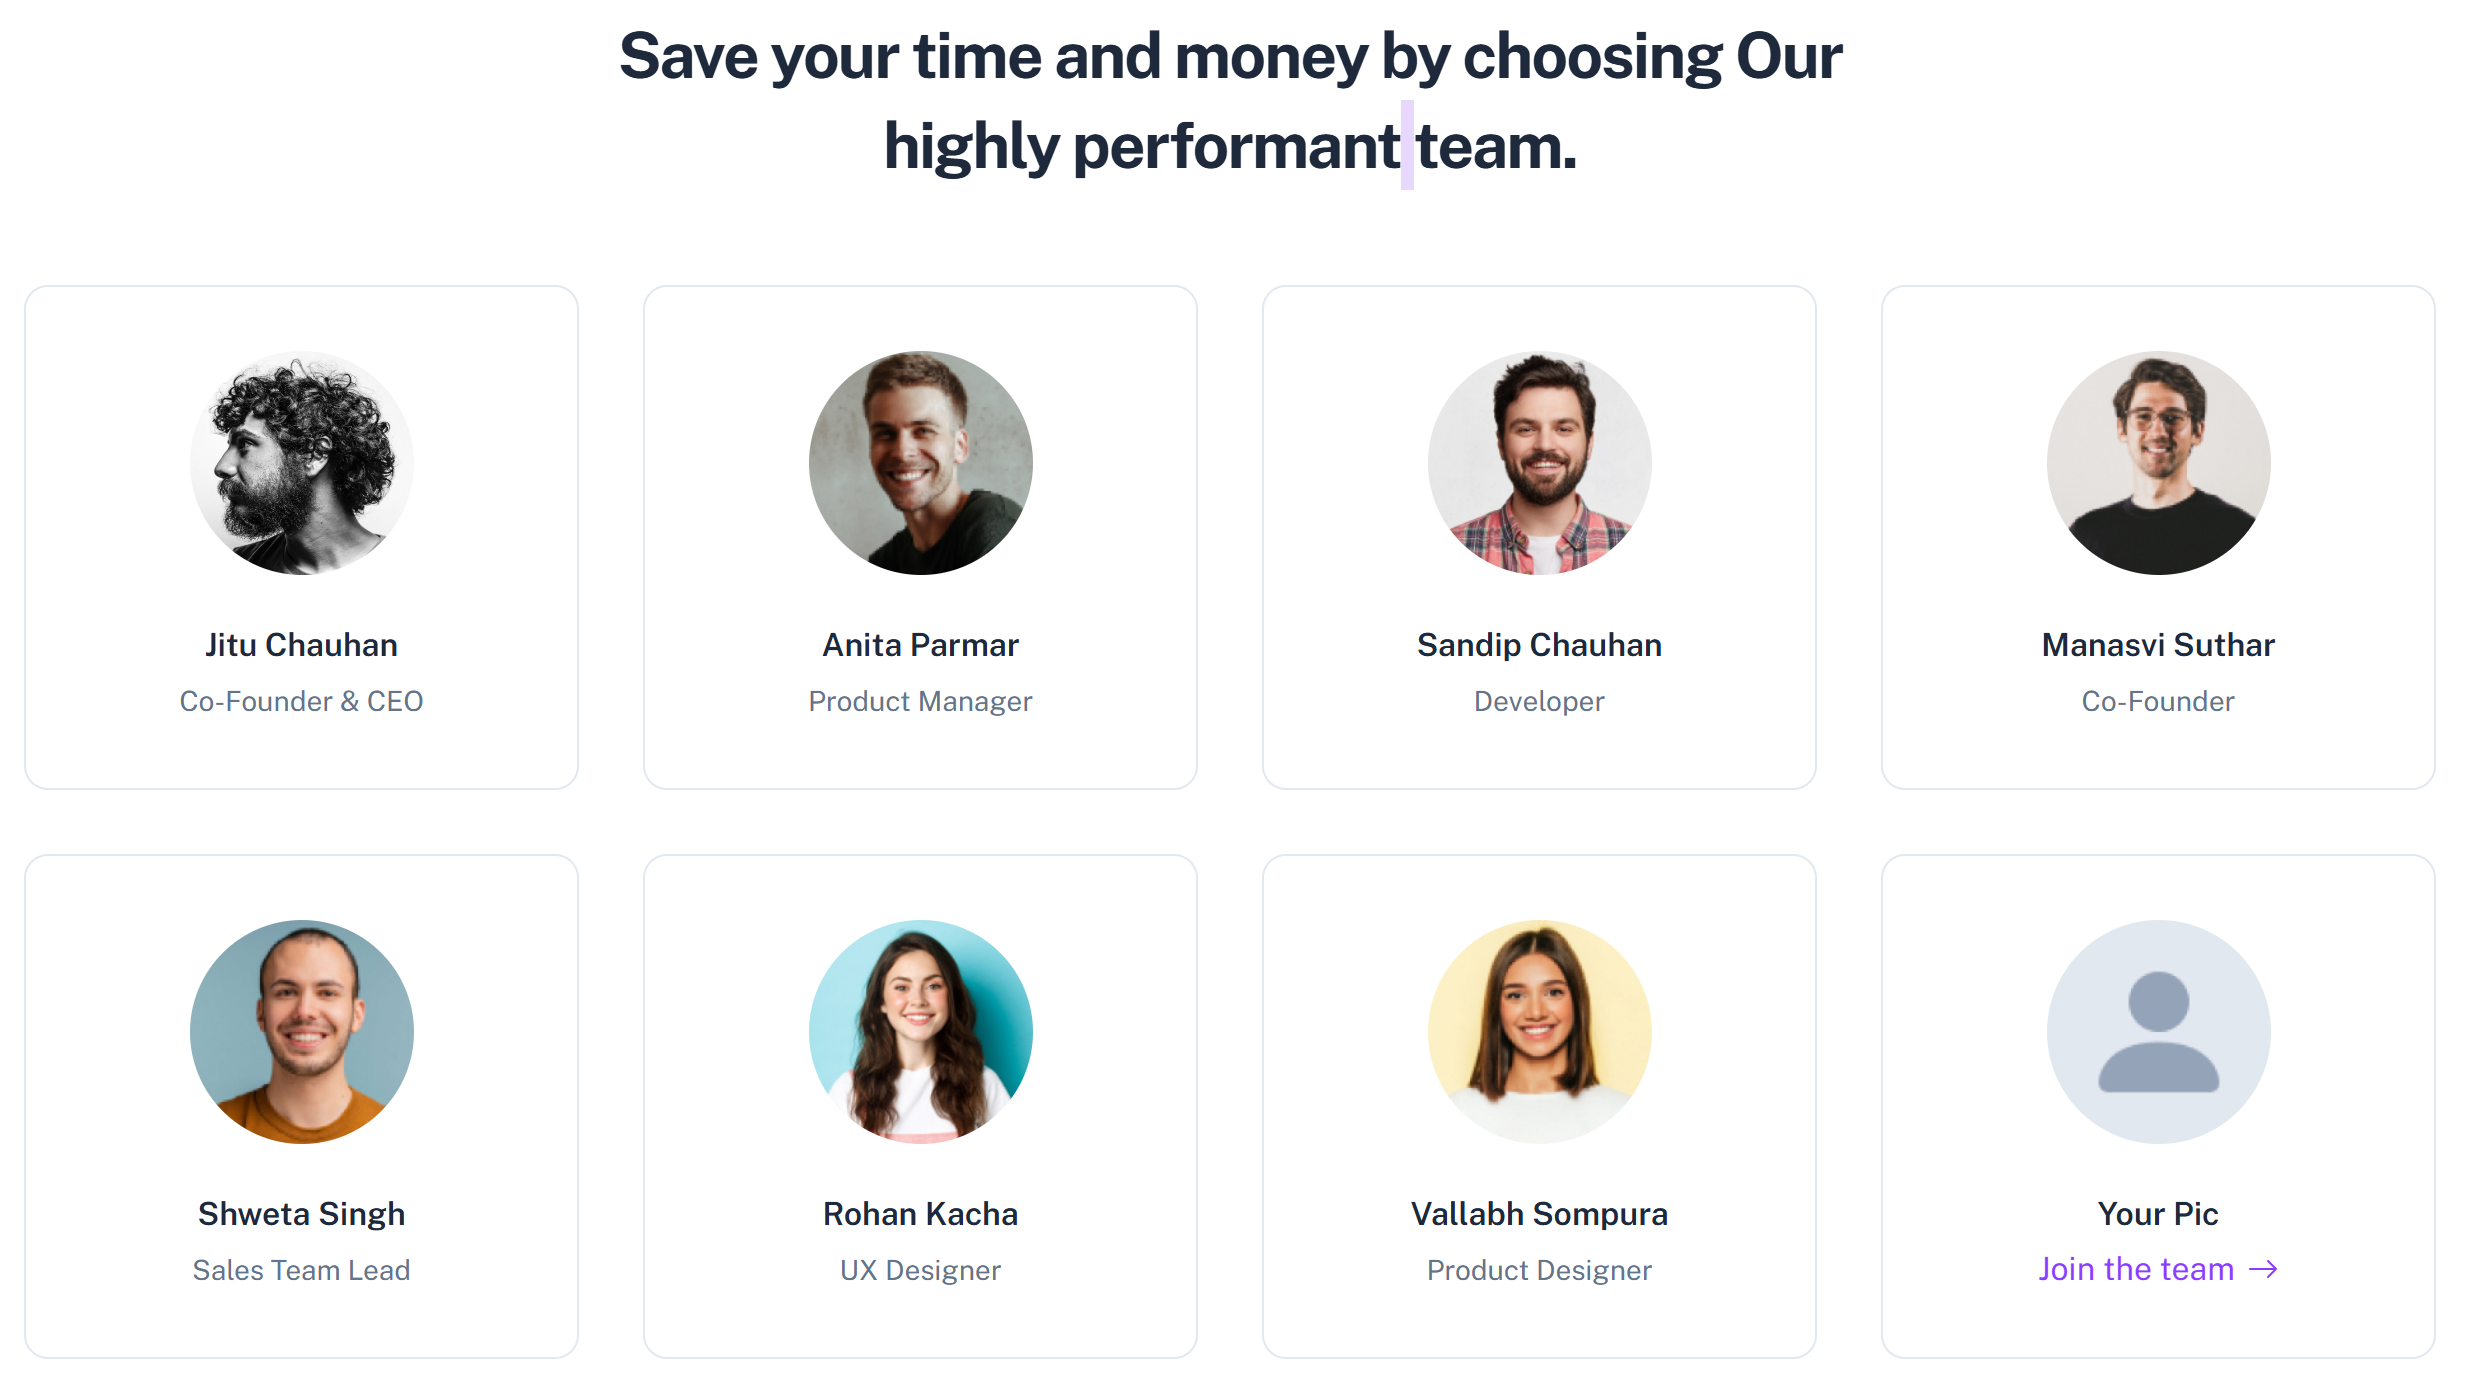 Save your time and money by choosing Our
highly performant team.
Jitu Chauhan
Co-Founder & CEO
Anita Parmar
Product Manager
Sandip Chauhan
Developer
Manasvi Suthar
Co-Founder
Shweta Singh
Sales Team Lead
Rohan Kacha
UX Designer
Vallabh Sompura
Product Designer
Your Pic
Join the team →